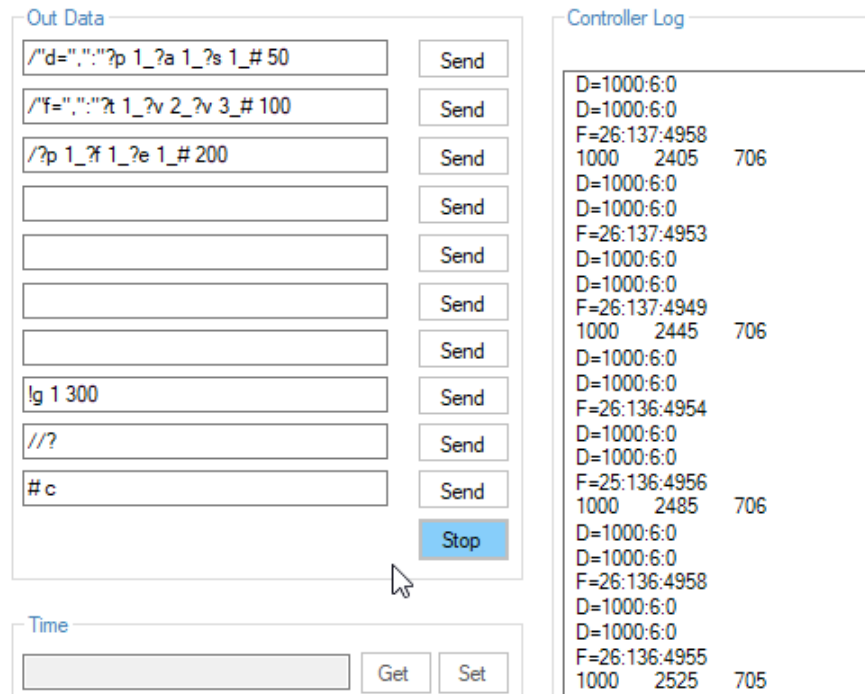 Out Data
/"d=",":"?p 1_?a 1_?s 1_# 50
Send
/"f=",":"?t 1_?v 2_?v 3_# 100
Send
/?p 1_?f 1_?e 1_# 200
Send
Send
Send
Send
Send
!g 1 300
Send
//?
Send
# c
Send
Stop
Time
Get
Set
Controller Log
D=1000:6:0
D=1000:6:0
F=26:137:4958
1000 2405 706
D=1000:6:0
D=1000:6:0
F=26:137:4953
D=1000:6:0
D=1000:6:0
F=26:137:4949
1000 2445 706
D=1000:6:0
D=1000:6:0
F=26:136:4954
D=1000:6:0
D=1000:6:0
F=25:136:4956
1000 2485 706
D=1000:6:0
D=1000:6:0
F=26:136:4958
D=1000:6:0
D=1000:6:0
F=26:136:4955
1000 2525 705